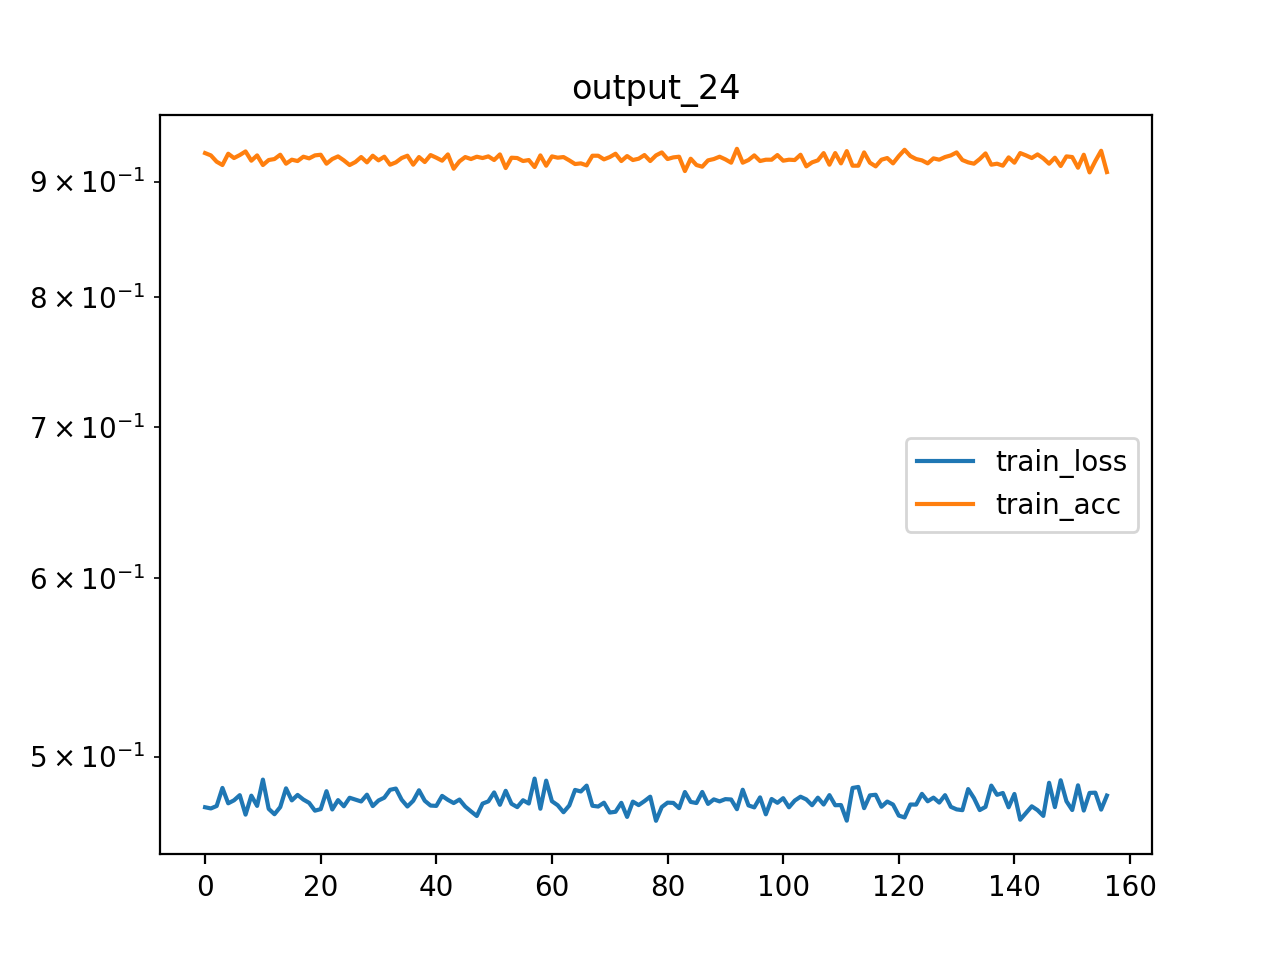 output_24
9 × 10⁻¹
8 × 10⁻¹
7 × 10⁻¹
6 × 10⁻¹
5 × 10⁻¹
train_loss
train_acc
0 20 40 60 80 100 120 140 160